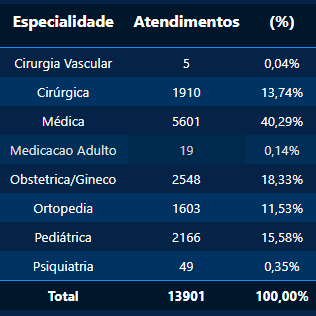 Especialidade Atendimentos (%)
Cirurgia Vascular 5 0,04%
Cirúrgica 1910 13,74%
Médica 5601 40,29%
Medicacao Adulto 19 0,14%
Obstetrica/Gineco 2548 18,33%
Ortopedia 1603 11,53%
Pediátrica 2166 15,58%
Psiquiatria 49 0,35%
Total 13901 100,00%